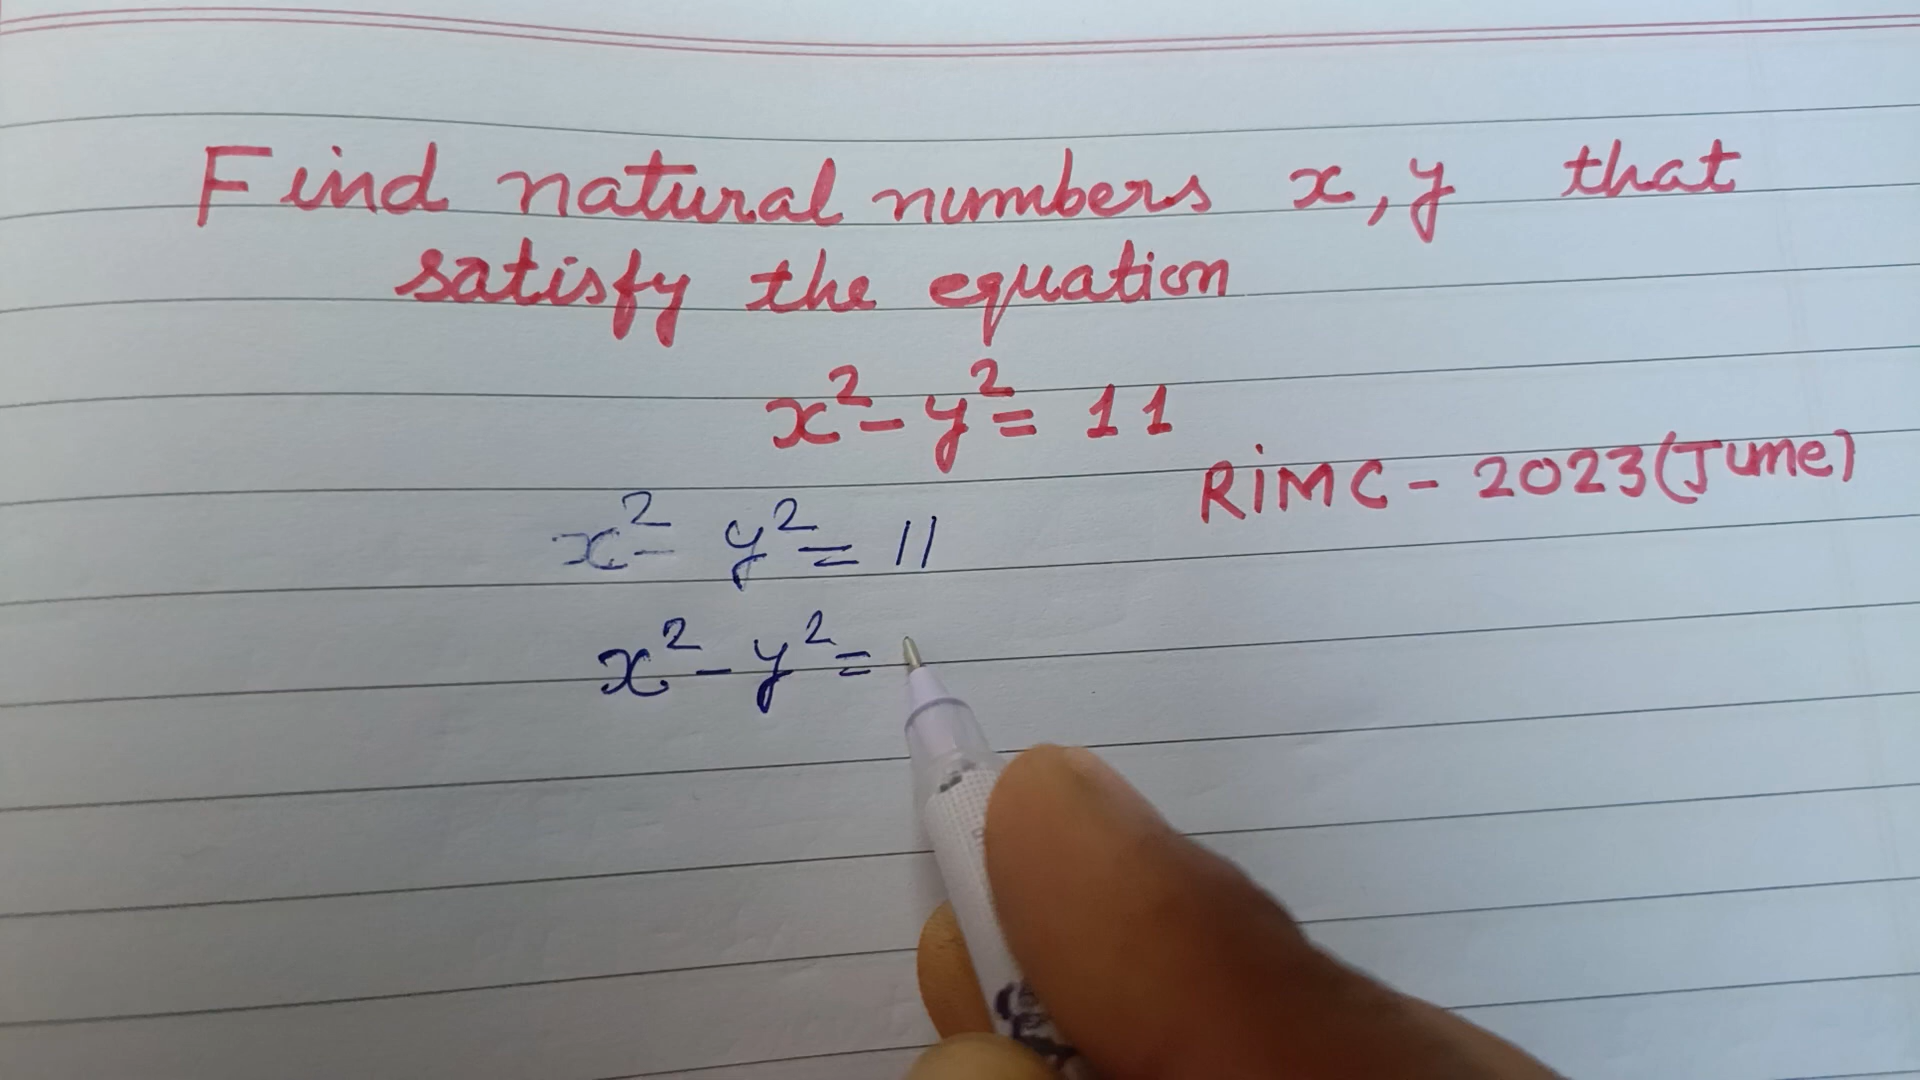 Find natural numbers x, y that
satisfy the equation
x² - y² = 11
RiMC - 2023 (June)
x² - y² = 11
x² - y² =